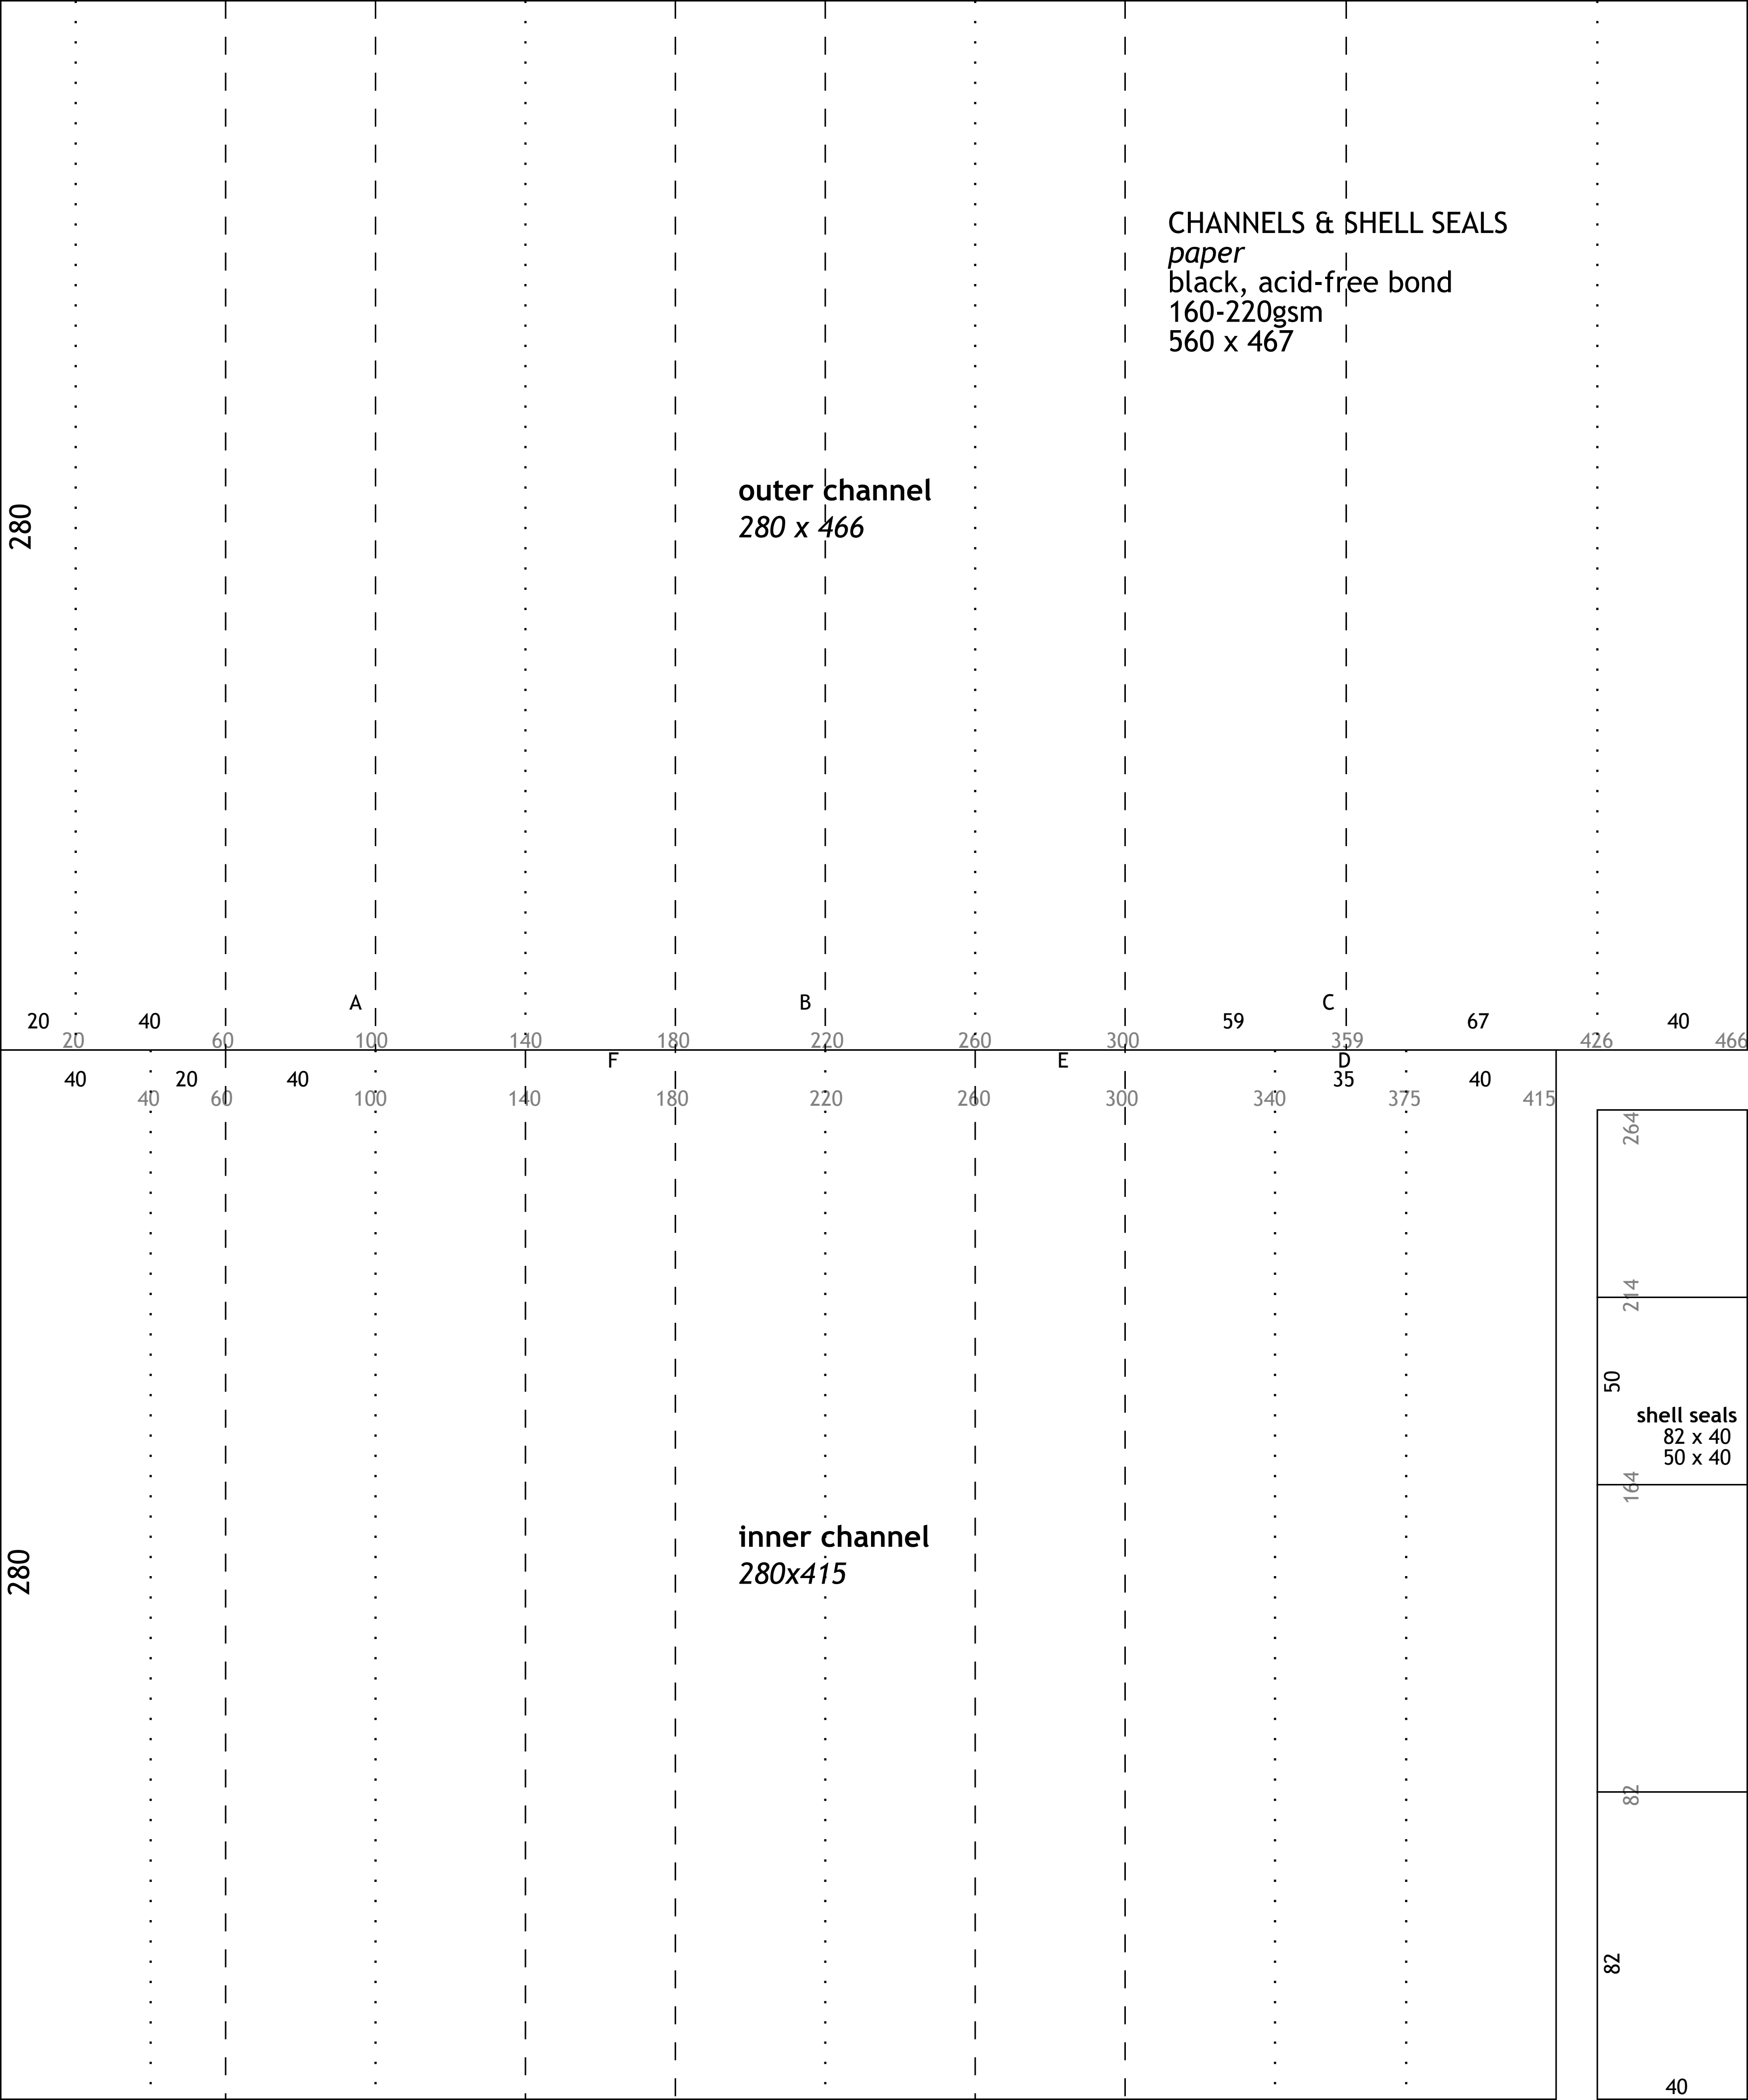 CHANNELS & SHELL SEALS
paper
black, acid-free bond
160-220gsm
560 x 467
outer channel
280 x 466
280
A B C
20 40 59 67 40
20 60 100 140 180 220 260 300 359 426 466
F E D
40 20 40 35 40
40 60 100 140 180 220 260 300 340 375 415
264
214
50
shell seals
82 x 40
50 x 40
164
inner channel
280x415
280
82
82
40